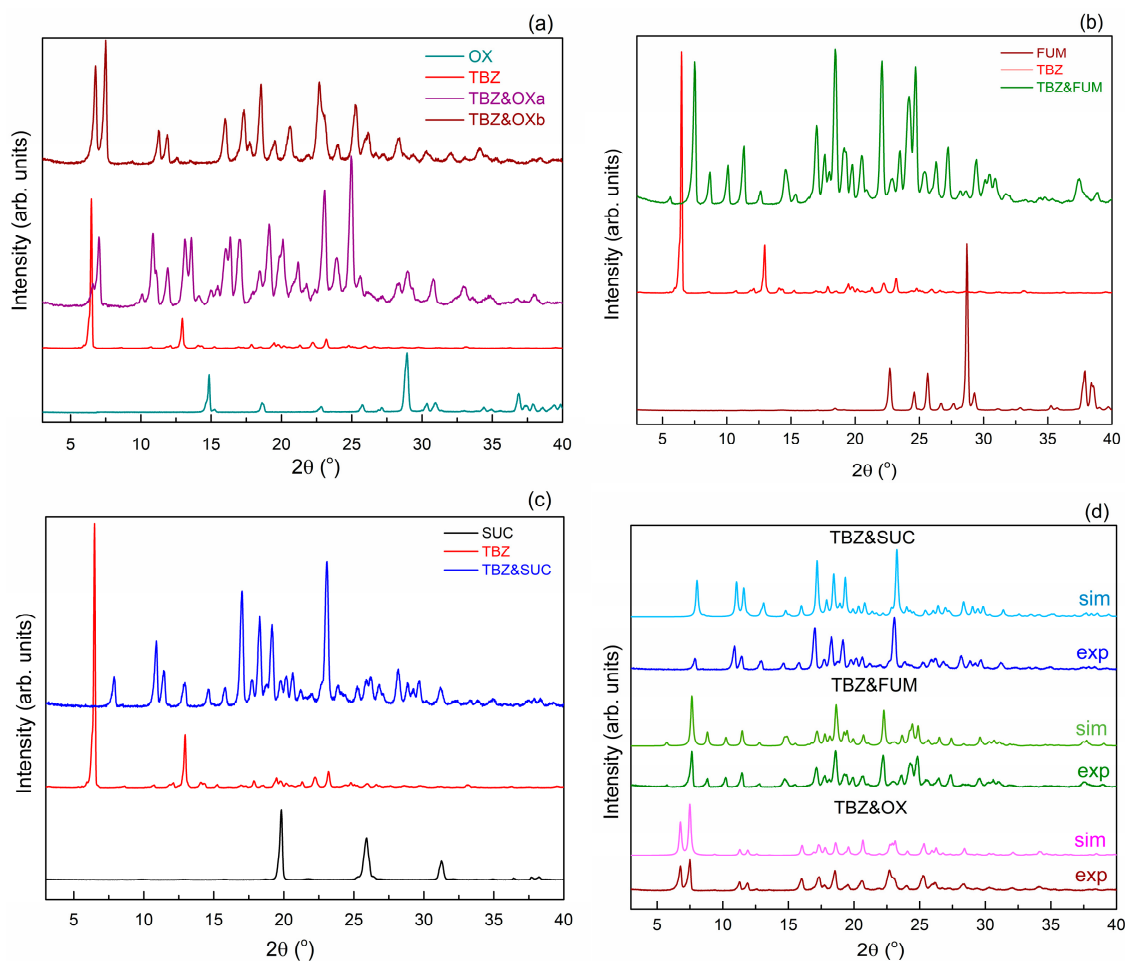 (a)
OX
TBZ
TBZ&OXa
TBZ&OXb
Intensity (arb. units)
5 10 15 20 25 30 35 40
2θ (°)
(b)
FUM
TBZ
TBZ&FUM
Intensity (arb. units)
5 10 15 20 25 30 35 40
2θ (°)
(c)
SUC
TBZ
TBZ&SUC
Intensity (arb. units)
5 10 15 20 25 30 35 40
2θ (°)
(d)
TBZ&SUC
sim
exp
TBZ&FUM
sim
exp
TBZ&OX
sim
exp
Intensity (arb. units)
5 10 15 20 25 30 35 40
2θ (°)